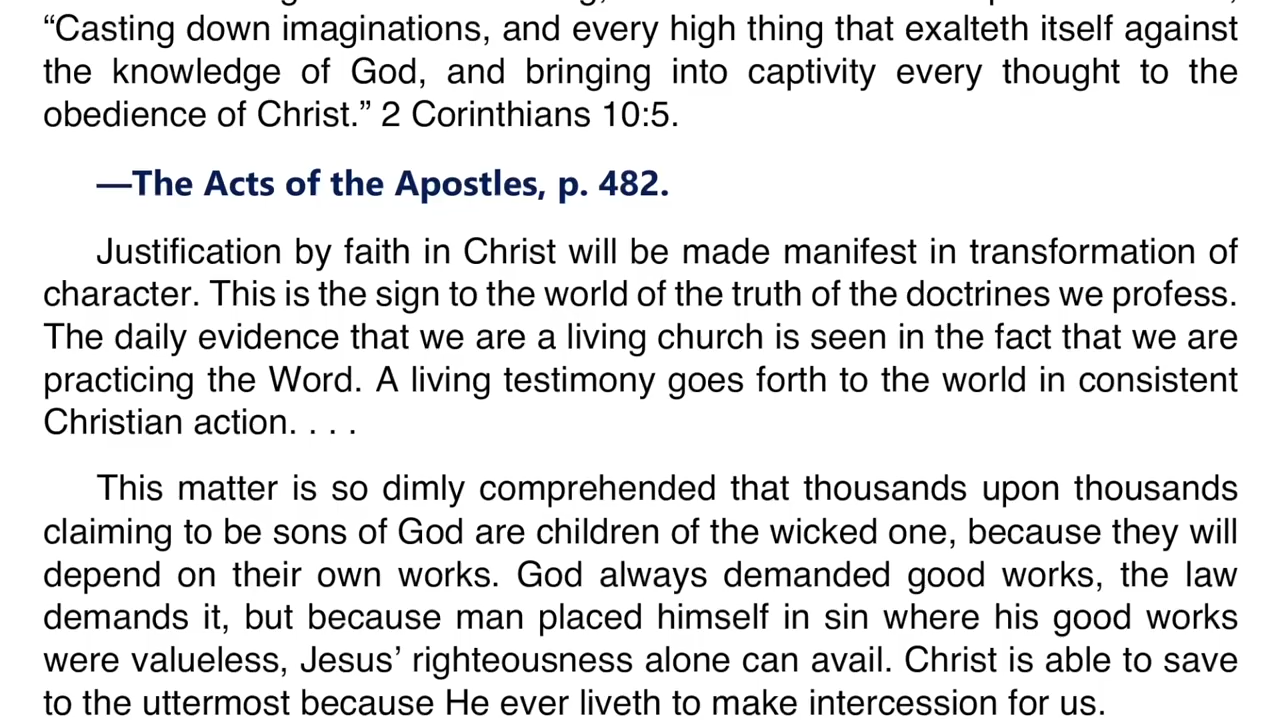 “Casting down imaginations, and every high thing that exalteth itself against
the knowledge of God, and bringing into captivity every thought to the
obedience of Christ.” 2 Corinthians 10:5.
—The Acts of the Apostles, p. 482.
Justification by faith in Christ will be made manifest in transformation of
character. This is the sign to the world of the truth of the doctrines we profess.
The daily evidence that we are a living church is seen in the fact that we are
practicing the Word. A living testimony goes forth to the world in consistent
Christian action. . . .
This matter is so dimly comprehended that thousands upon thousands
claiming to be sons of God are children of the wicked one, because they will
depend on their own works. God always demanded good works, the law
demands it, but because man placed himself in sin where his good works
were valueless, Jesus’ righteousness alone can avail. Christ is able to save
to the uttermost because He ever liveth to make intercession for us.